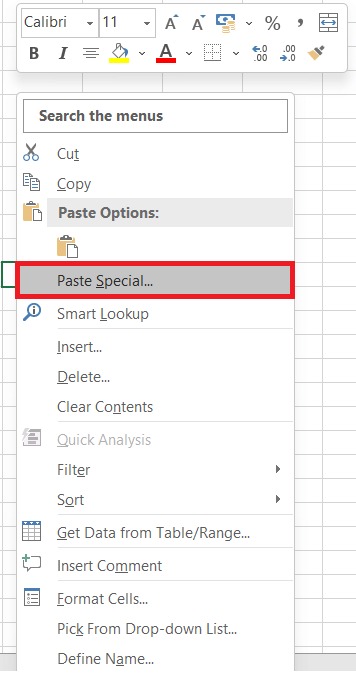 Calibri 11 A A % ,
B I A .00 .00
Search the menus
Cut
Copy
Paste Options:
Paste Special...
Smart Lookup
Insert...
Delete...
Clear Contents
Quick Analysis
Filter
Sort
Get Data from Table/Range...
Insert Comment
Format Cells...
Pick From Drop-down List...
Define Name...